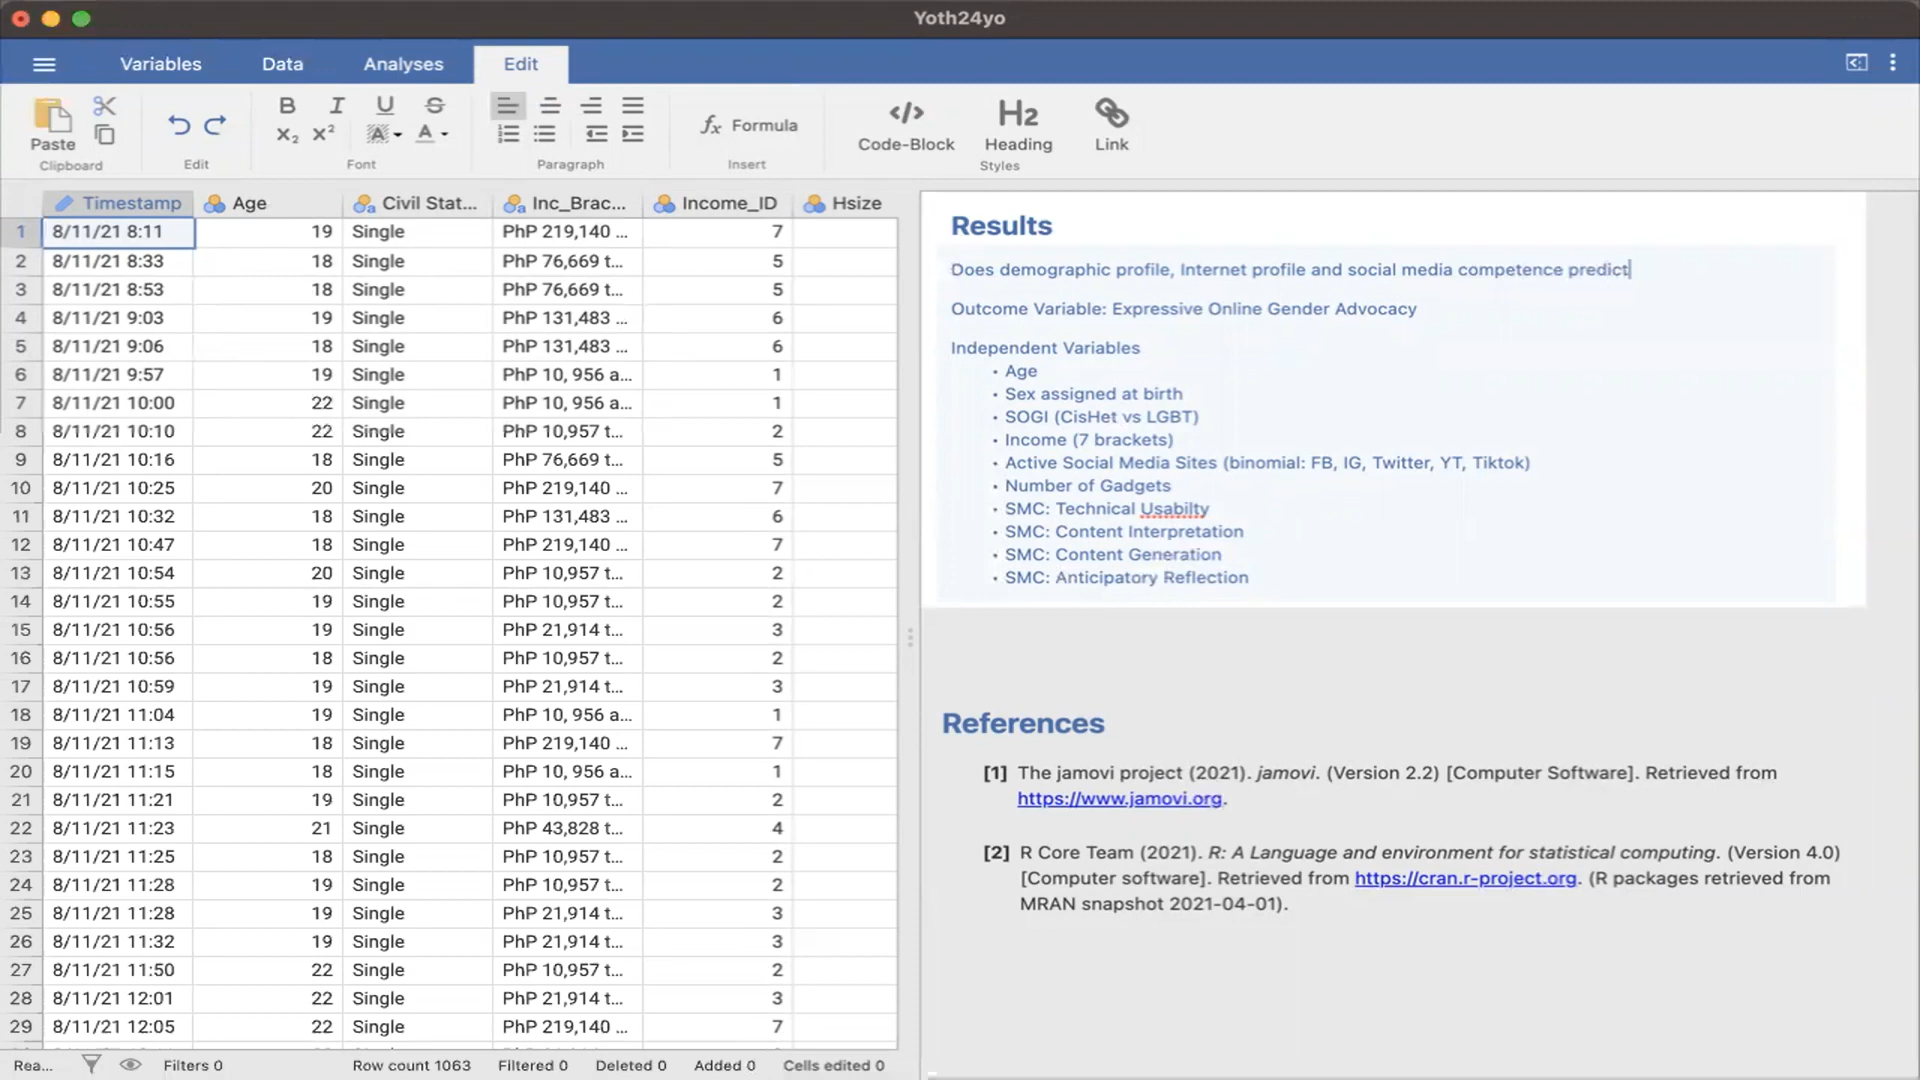 Yoth24yo
Variables Data Analyses Edit
B I U S
X₂ X² A A
Paste
Clipboard Edit Font Paragraph
fx Formula
Insert
</> Code-Block
H2 Heading
Link
Styles
Timestamp Age Civil Stat... Inc_Brac... Income_ID Hsize
1 8/11/21 8:11 19 Single PhP 219,140 ... 7
2 8/11/21 8:33 18 Single PhP 76,669 t... 5
3 8/11/21 8:53 18 Single PhP 76,669 t... 5
4 8/11/21 9:03 19 Single PhP 131,483 ... 6
5 8/11/21 9:06 18 Single PhP 131,483 ... 6
6 8/11/21 9:57 19 Single PhP 10, 956 a... 1
7 8/11/21 10:00 22 Single PhP 10, 956 a... 1
8 8/11/21 10:10 22 Single PhP 10,957 t... 2
9 8/11/21 10:16 18 Single PhP 76,669 t... 5
10 8/11/21 10:25 20 Single PhP 219,140 ... 7
11 8/11/21 10:32 18 Single PhP 131,483 ... 6
12 8/11/21 10:47 18 Single PhP 219,140 ... 7
13 8/11/21 10:54 20 Single PhP 10,957 t... 2
14 8/11/21 10:55 19 Single PhP 10,957 t... 2
15 8/11/21 10:56 19 Single PhP 21,914 t... 3
16 8/11/21 10:56 18 Single PhP 10,957 t... 2
17 8/11/21 10:59 19 Single PhP 21,914 t... 3
18 8/11/21 11:04 19 Single PhP 10, 956 a... 1
19 8/11/21 11:13 18 Single PhP 219,140 ... 7
20 8/11/21 11:15 18 Single PhP 10, 956 a... 1
21 8/11/21 11:21 19 Single PhP 10,957 t... 2
22 8/11/21 11:23 21 Single PhP 43,828 t... 4
23 8/11/21 11:25 18 Single PhP 10,957 t... 2
24 8/11/21 11:28 19 Single PhP 10,957 t... 2
25 8/11/21 11:28 19 Single PhP 21,914 t... 3
26 8/11/21 11:32 19 Single PhP 21,914 t... 3
27 8/11/21 11:50 22 Single PhP 10,957 t... 2
28 8/11/21 12:01 22 Single PhP 21,914 t... 3
29 8/11/21 12:05 22 Single PhP 219,140 ... 7
Rea... Filters 0 Row count 1063 Filtered 0 Deleted 0 Added 0 Cells edited 0
Results
Does demographic profile, Internet profile and social media competence predict
Outcome Variable: Expressive Online Gender Advocacy
Independent Variables
• Age
• Sex assigned at birth
• SOGI (CisHet vs LGBT)
• Income (7 brackets)
• Active Social Media Sites (binomial: FB, IG, Twitter, YT, Tiktok)
• Number of Gadgets
• SMC: Technical Usabilty
• SMC: Content Interpretation
• SMC: Content Generation
• SMC: Anticipatory Reflection
References
[1] The jamovi project (2021). jamovi. (Version 2.2) [Computer Software]. Retrieved from
https://www.jamovi.org.
[2] R Core Team (2021). R: A Language and environment for statistical computing. (Version 4.0)
[Computer software]. Retrieved from https://cran.r-project.org. (R packages retrieved from
MRAN snapshot 2021-04-01).